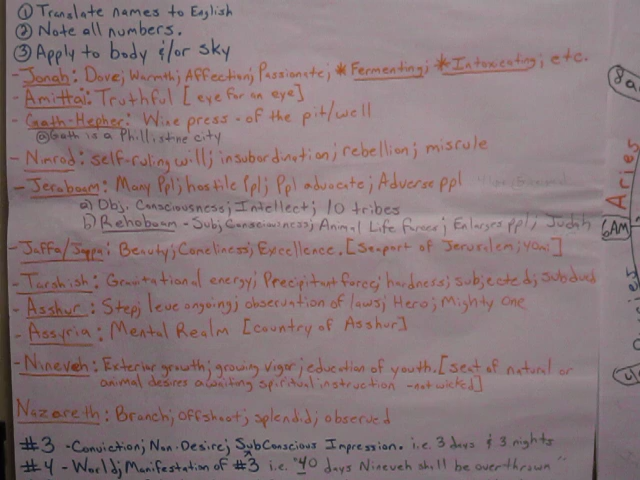 ① Translate names to English
② Note all numbers.
③ Apply to body &/or sky
- Jonah: Dove; Warmth; Affection; Passionate; *Fermenting; *Intoxicating; etc.
- Amittai: Truthful [eye for an eye]
- Gath-Hepher: Wine press - of the pit/well
@Gath is a Phillistine city
- Nimrod: self-ruling will; insubordination; rebellion; misrule
- Jeroboam: Many Ppl; hostile Ppl; Ppl advocate; Adverse ppl
a) Obj. Consciousness; Intellect; 10 tribes
b) Rehoboam - Subj Consciousness; Animal Life forces; Enlarges ppl; Judah
- Jaffa/Joppa: Beauty; Comeliness; Excellence. [Seaport of Jerusalem; yoni]
- Tarshish: Gravitational energy; Precipitant force; hardness; subjected; subdued
- Asshur: Step; leve ongoing; observation of laws; Hero; Mighty One
- Assyria: Mental Realm [country of Asshur]
- Nineveh: Exterior growth; growing vigor; education of youth. [seat of natural or
animal desires awaiting spiritual instruction - not wicked]
Nazareth: Branch; offshoot; splendid; observed
#3 - Conviction; Non-Desire; SubConscious Impression. i.e. 3 days & 3 nights
#4 - World; Manifestation of #3 i.e. "40 days Nineveh shall be overthrown"
8a
Aries
6AM